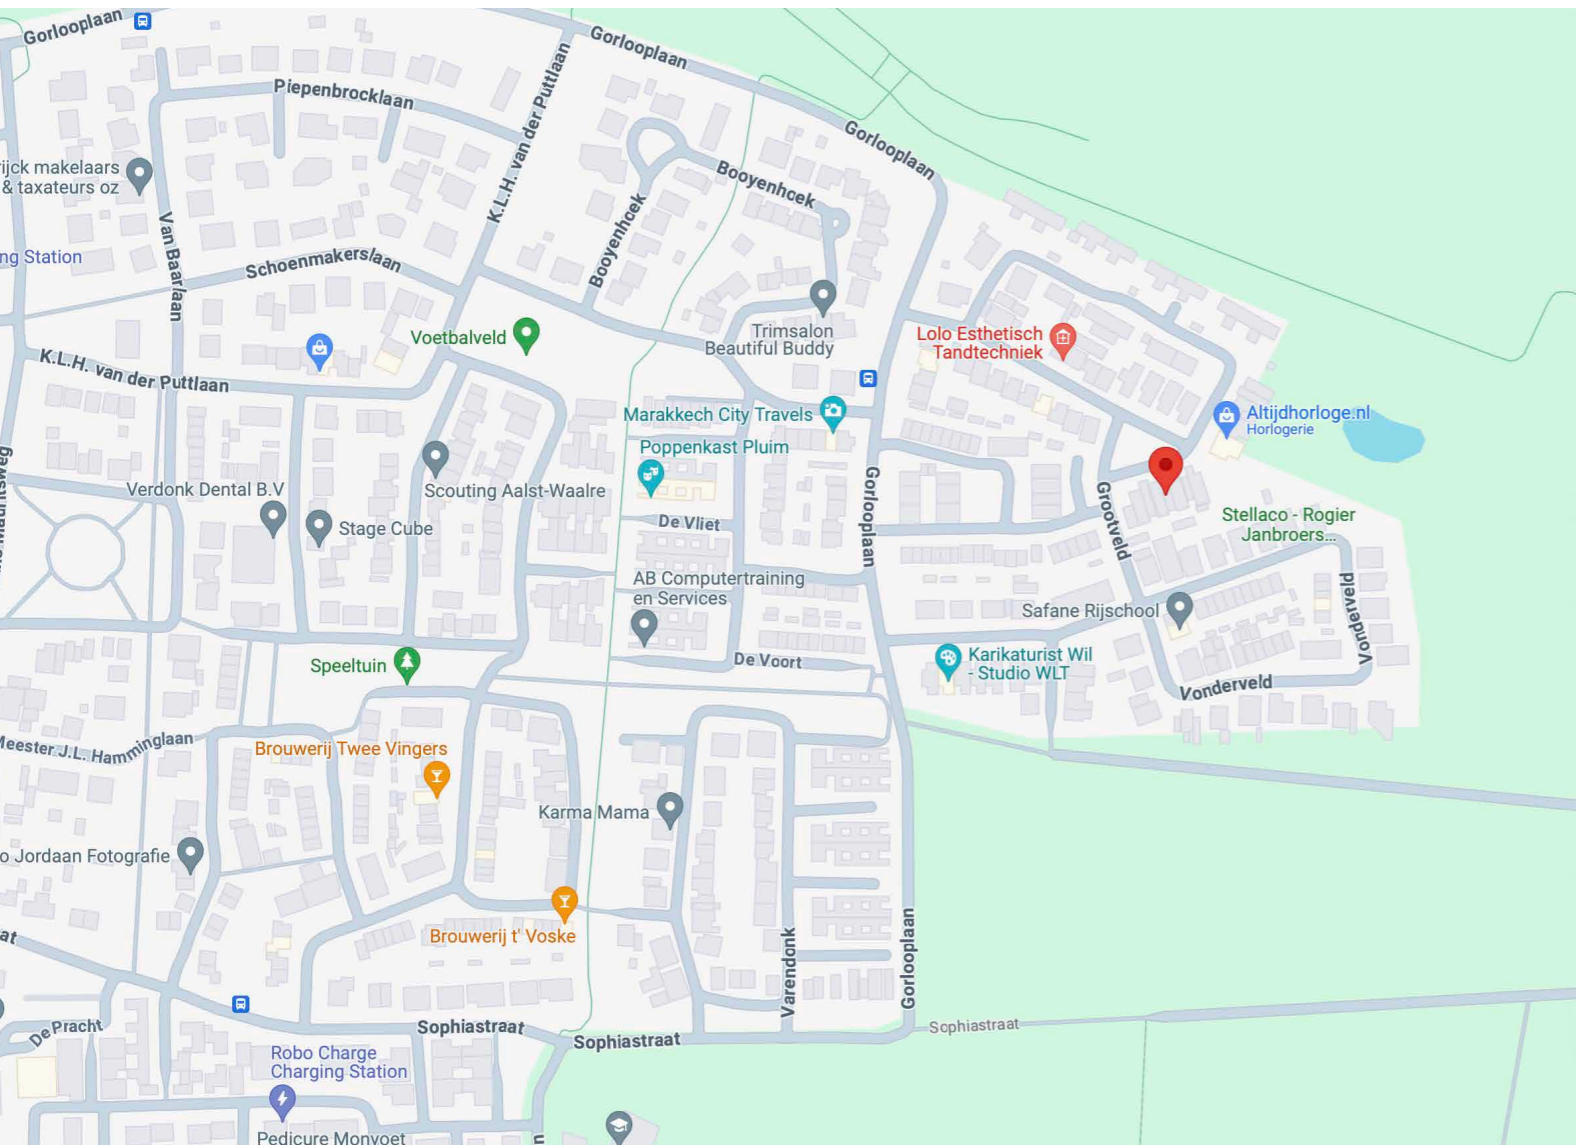 Gorlooplaan
Gorlooplaan
Piepenbrocklaan
K.L.H. van der Puttlaan
Gorlooplaan
ijck makelaars
& taxateurs oz
Booyenhoek
Booyenhoek
Van Baarlaan
ng Station
Schoenmakerslaan
Voetbalveld
Trimsalon
Beautiful Buddy
Lolo Esthetisch
Tandtechniek
K.L.H. van der Puttlaan
Marakkech City Travels
Altijdhorloge.nl
Horlogerie
Poppenkast Pluim
Verdonk Dental B.V
Scouting Aalst-Waalre
Stage Cube
De Vliet
Gorlooplaan
Grootveld
Stellaco - Rogier
Janbroers...
AB Computertraining
en Services
Safane Rijschool
Vonderveld
Speeltuin
De Voort
Karikaturist Wil
- Studio WLT
Vonderveld
Meester J.L. Hamminglaan
Brouwerij Twee Vingers
Karma Mama
o Jordaan Fotografie
at
Brouwerij t' Voske
Varendonk
Gorlooplaan
De Pracht
Sophiastraat
Sophiastraat
Sophiastraat
Robo Charge
Charging Station
Pedicure Monvoet
n